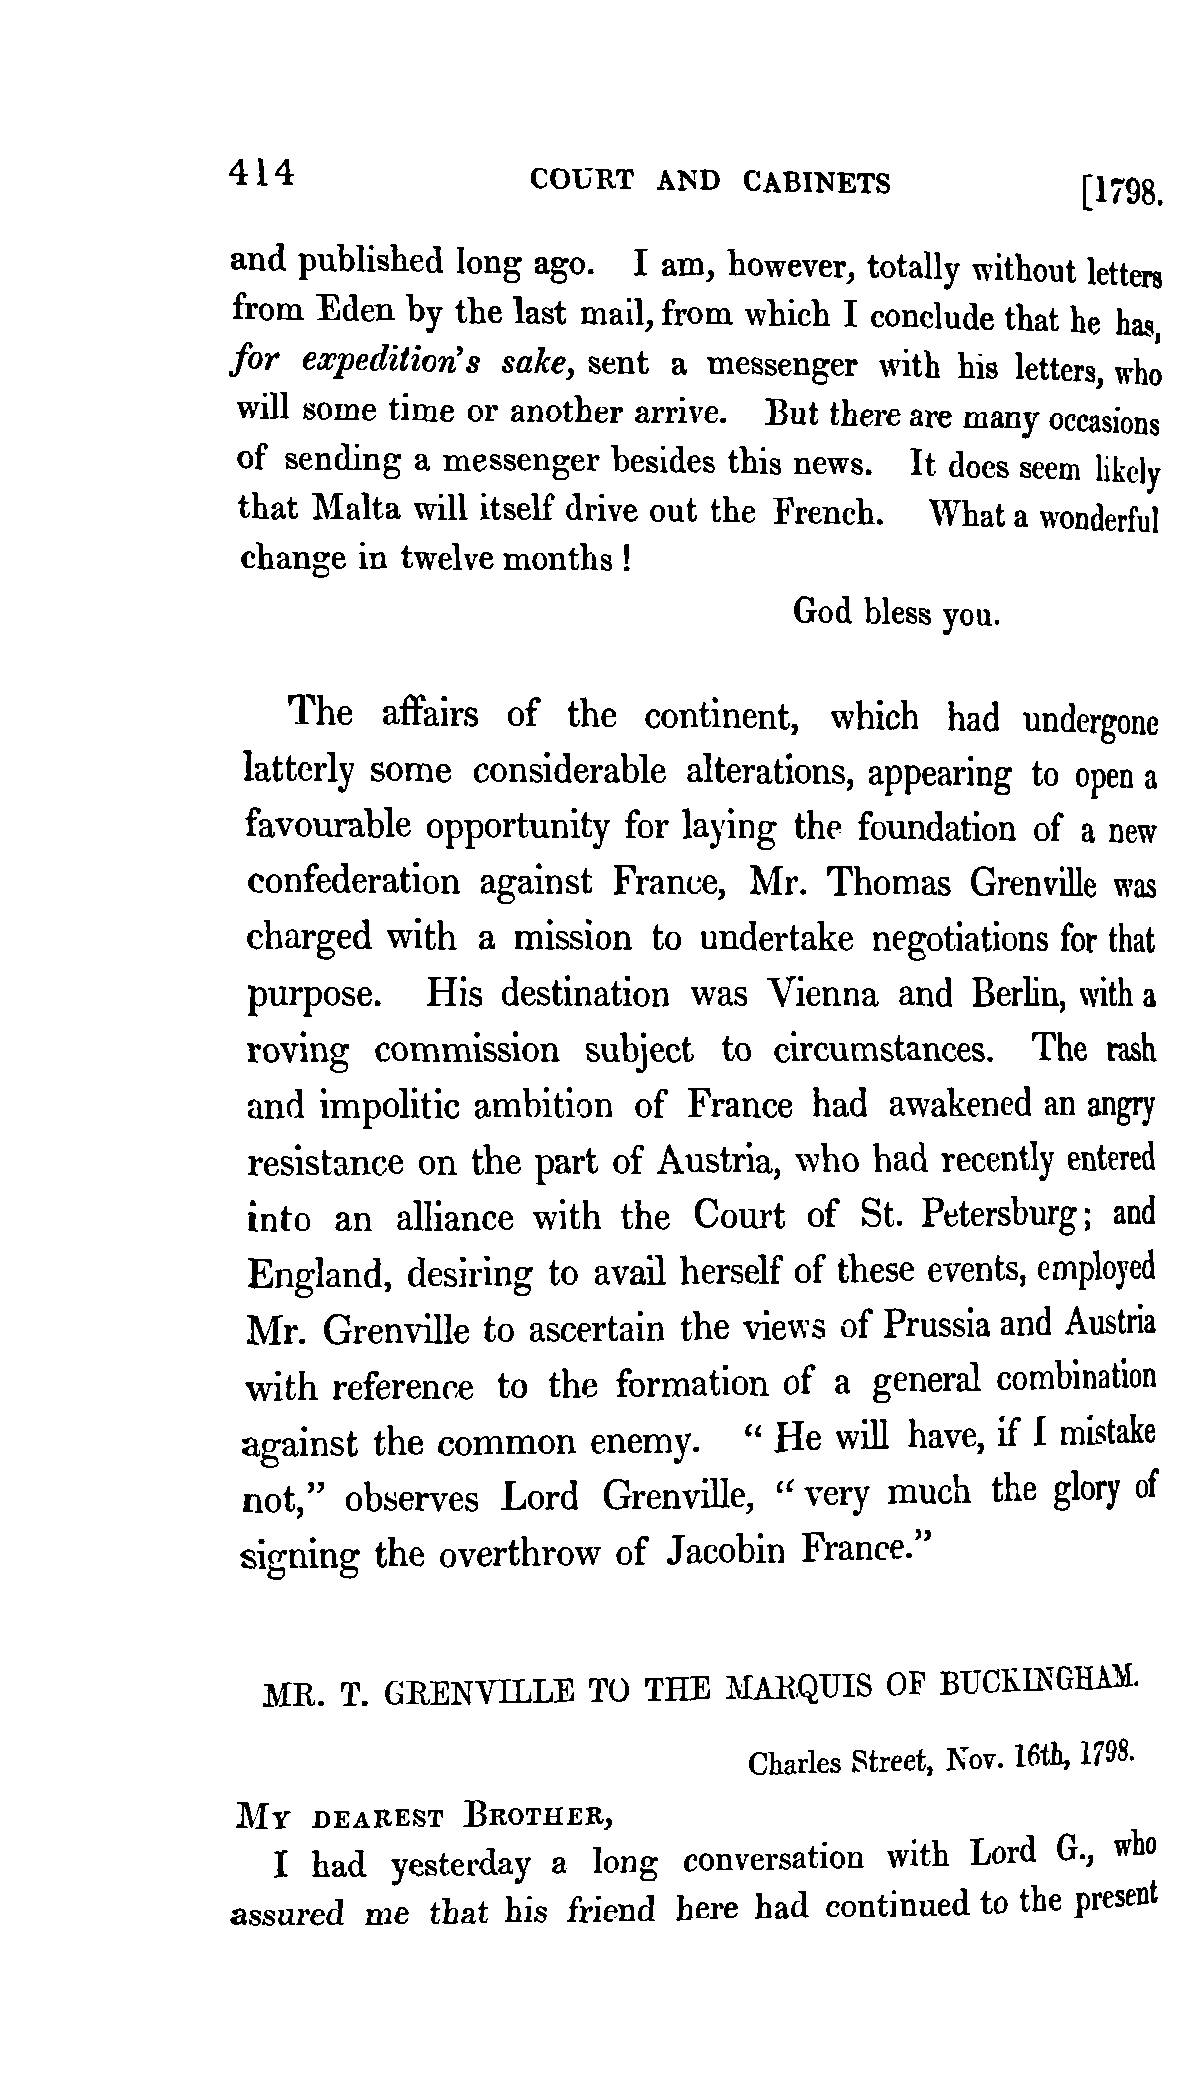 414 COURT AND CABINETS [1798.
and published long ago. I am, however, totally without letters
from Eden by the last mail, from which I conclude that he has,
for expedition's sake, sent a messenger with his letters, who
will some time or another arrive. But there are many occasions
of sending a messenger besides this news. It does seem likely
that Malta will itself drive out the French. What a wonderful
change in twelve months !
God bless you.
The affairs of the continent, which had undergone
latterly some considerable alterations, appearing to open a
favourable opportunity for laying the foundation of a new
confederation against France, Mr. Thomas Grenville was
charged with a mission to undertake negotiations for that
purpose. His destination was Vienna and Berlin, with a
roving commission subject to circumstances. The rash
and impolitic ambition of France had awakened an angry
resistance on the part of Austria, who had recently entered
into an alliance with the Court of St. Petersburg; and
England, desiring to avail herself of these events, employed
Mr. Grenville to ascertain the views of Prussia and Austria
with reference to the formation of a general combination
against the common enemy. “ He will have, if I mistake
not,” observes Lord Grenville, “ very much the glory of
signing the overthrow of Jacobin France.”
MR. T. GRENVILLE TO THE MARQUIS OF BUCKINGHAM.
Charles Street, Nov. 16th, 1798.
MY DEAREST BROTHER,
I had yesterday a long conversation with Lord G., who
assured me that his friend here had continued to the present